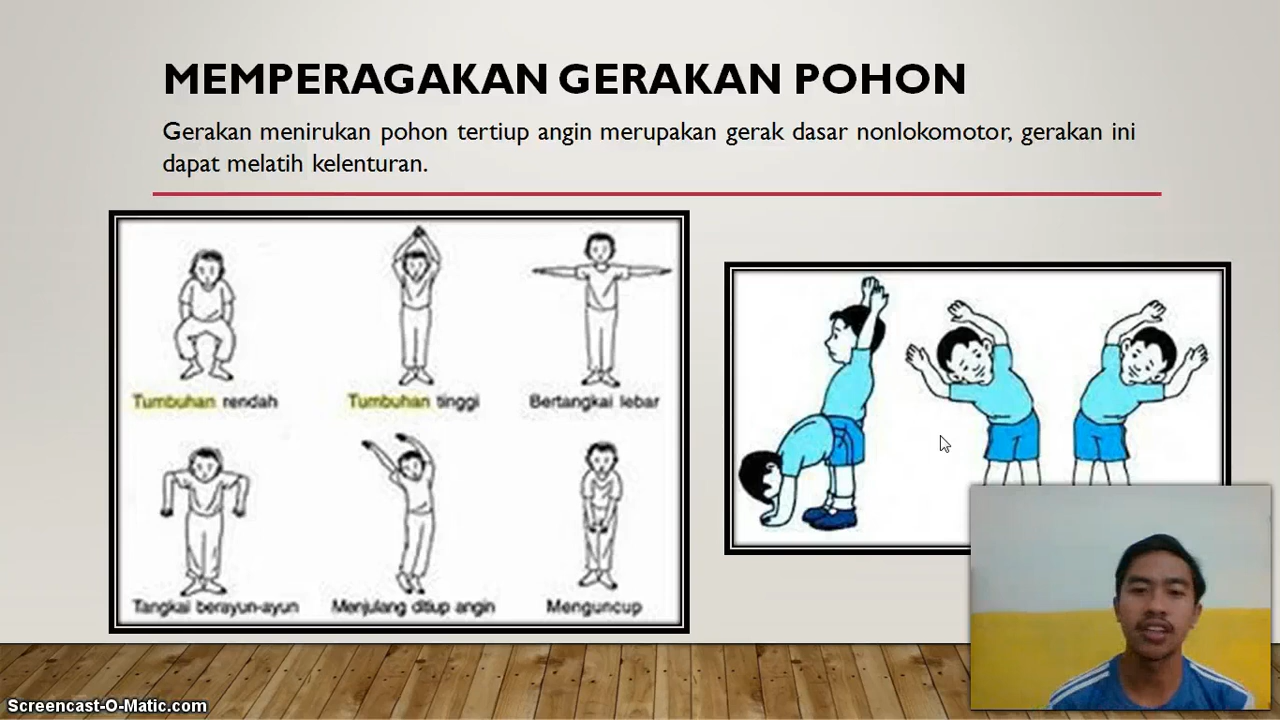 MEMPERAGAKAN GERAKAN POHON
Gerakan menirukan pohon tertiup angin merupakan gerak dasar nonlokomotor, gerakan ini
dapat melatih kelenturan.
Tumbuhan rendah
Tumbuhan tinggi
Bertangkai lebar
Tangkai berayun-ayun
Menjulang ditiup angin
Menguncup
Screencast-O-Matic.com